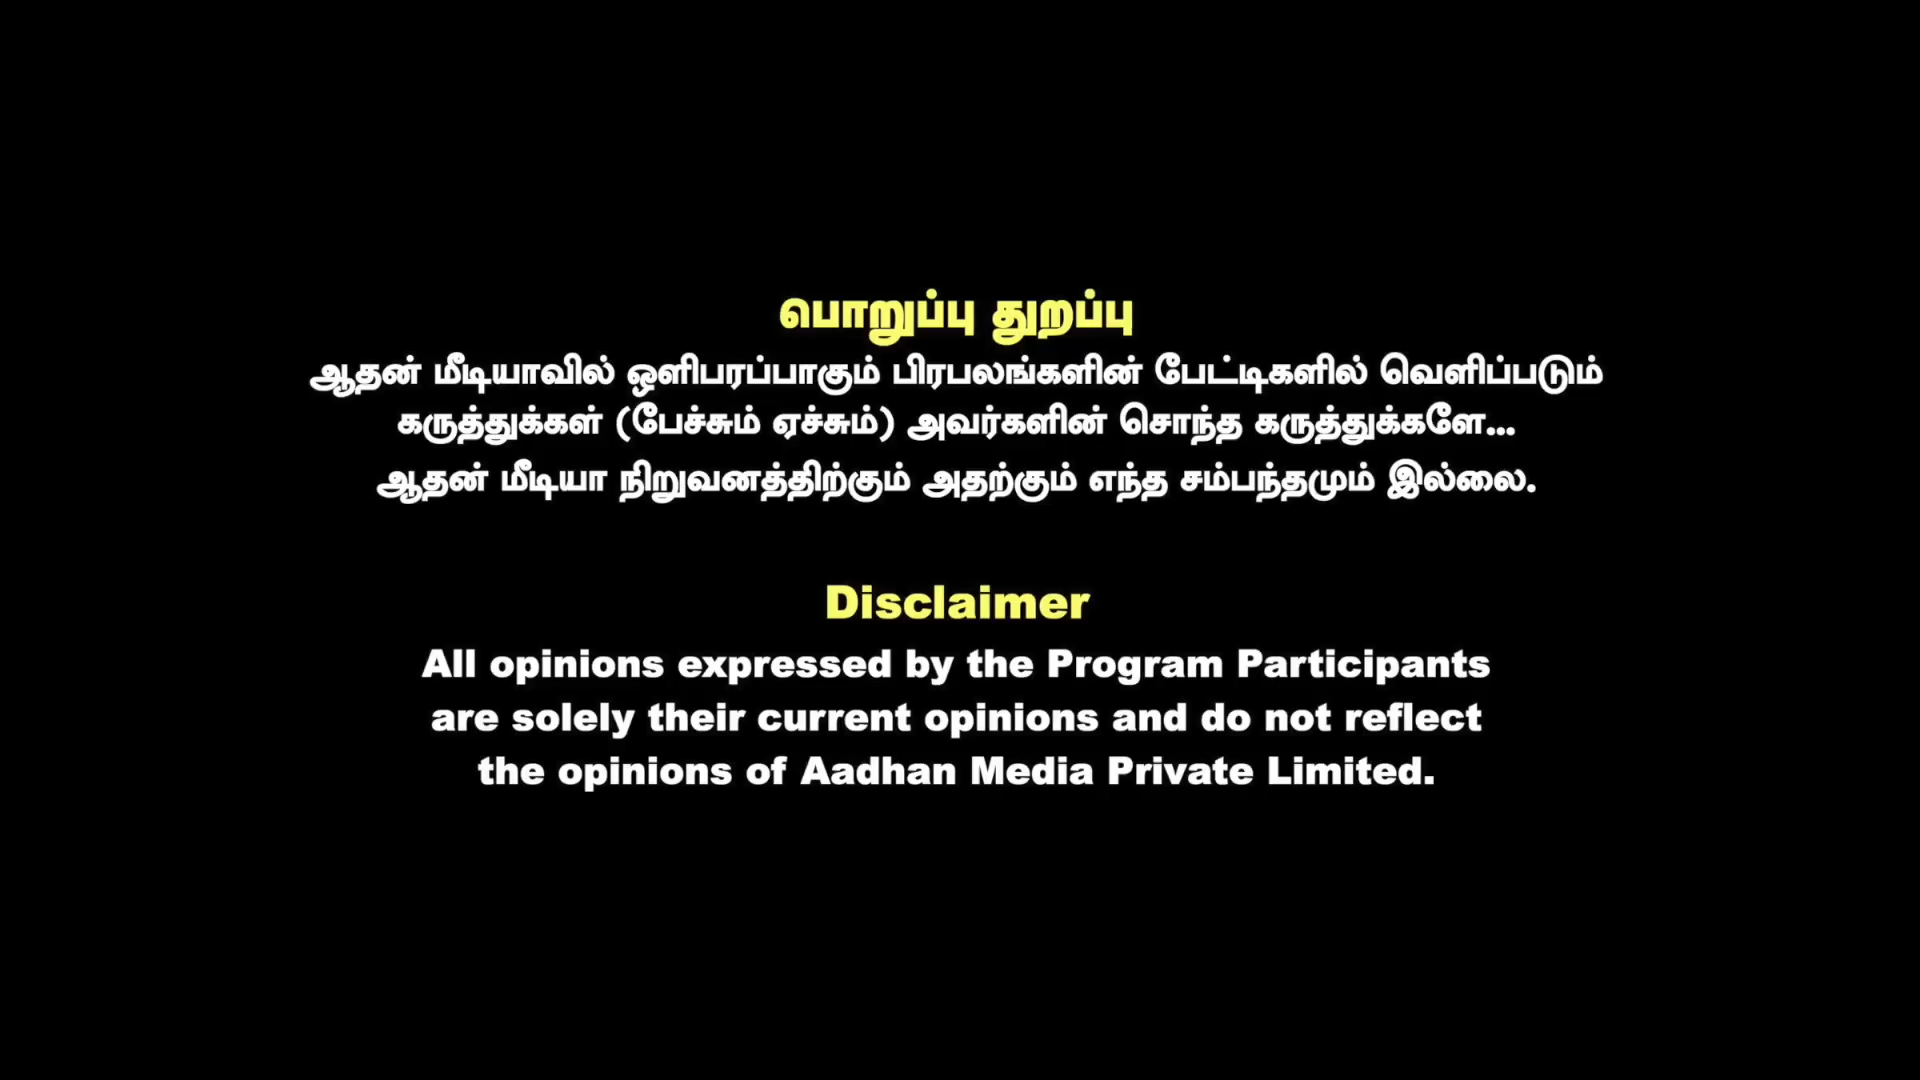 பொறுப்பு துறப்பு
ஆதன் மீடியாவில் ஒளிபரப்பாகும் பிரபலங்களின் பேட்டிகளில் வெளிப்படும்
கருத்துக்கள் (பேச்சும் ஏச்சும்) அவர்களின் சொந்த கருத்துக்களே...
ஆதன் மீடியா நிறுவனத்திற்கும் அதற்கும் எந்த சம்பந்தமும் இல்லை.
Disclaimer
All opinions expressed by the Program Participants
are solely their current opinions and do not reflect
the opinions of Aadhan Media Private Limited.